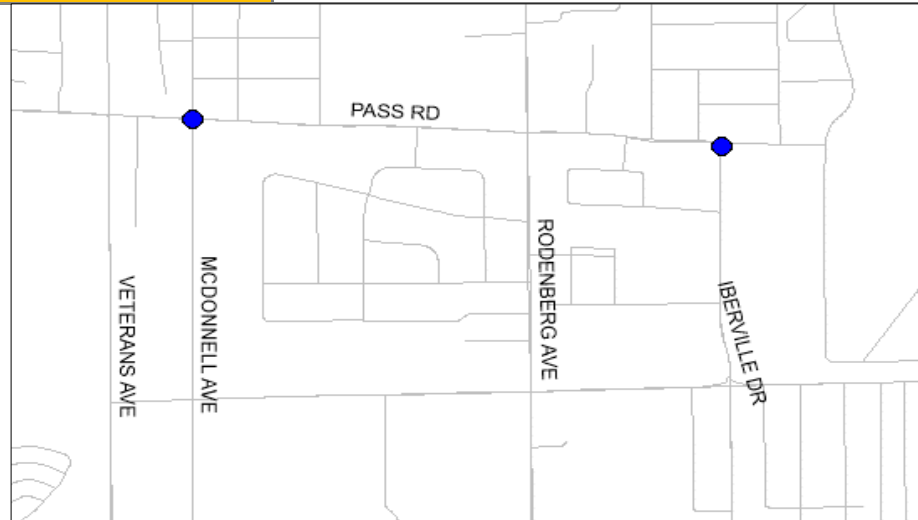 PASS RD
VETERANS AVE
MCDONNELL AVE
RODENBERG AVE
IBERVILLE DR